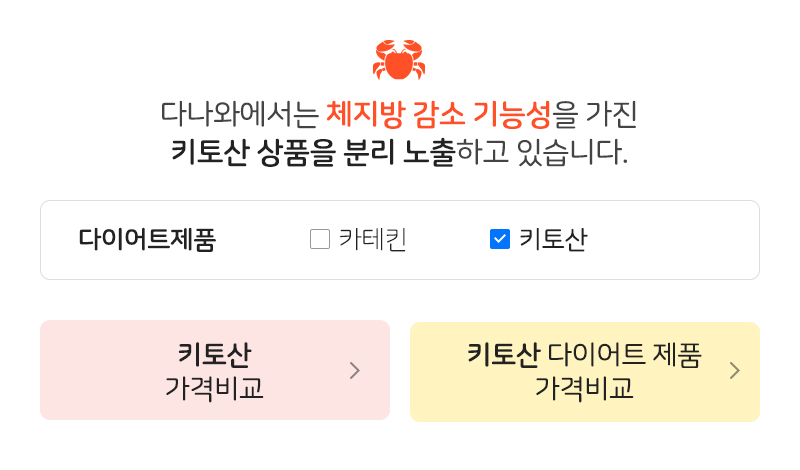 다나와에서는 체지방 감소 기능성을 가진
키토산 상품을 분리 노출하고 있습니다.
다이어트제품 카테킨 키토산
키토산
가격비교
키토산 다이어트 제품
가격비교